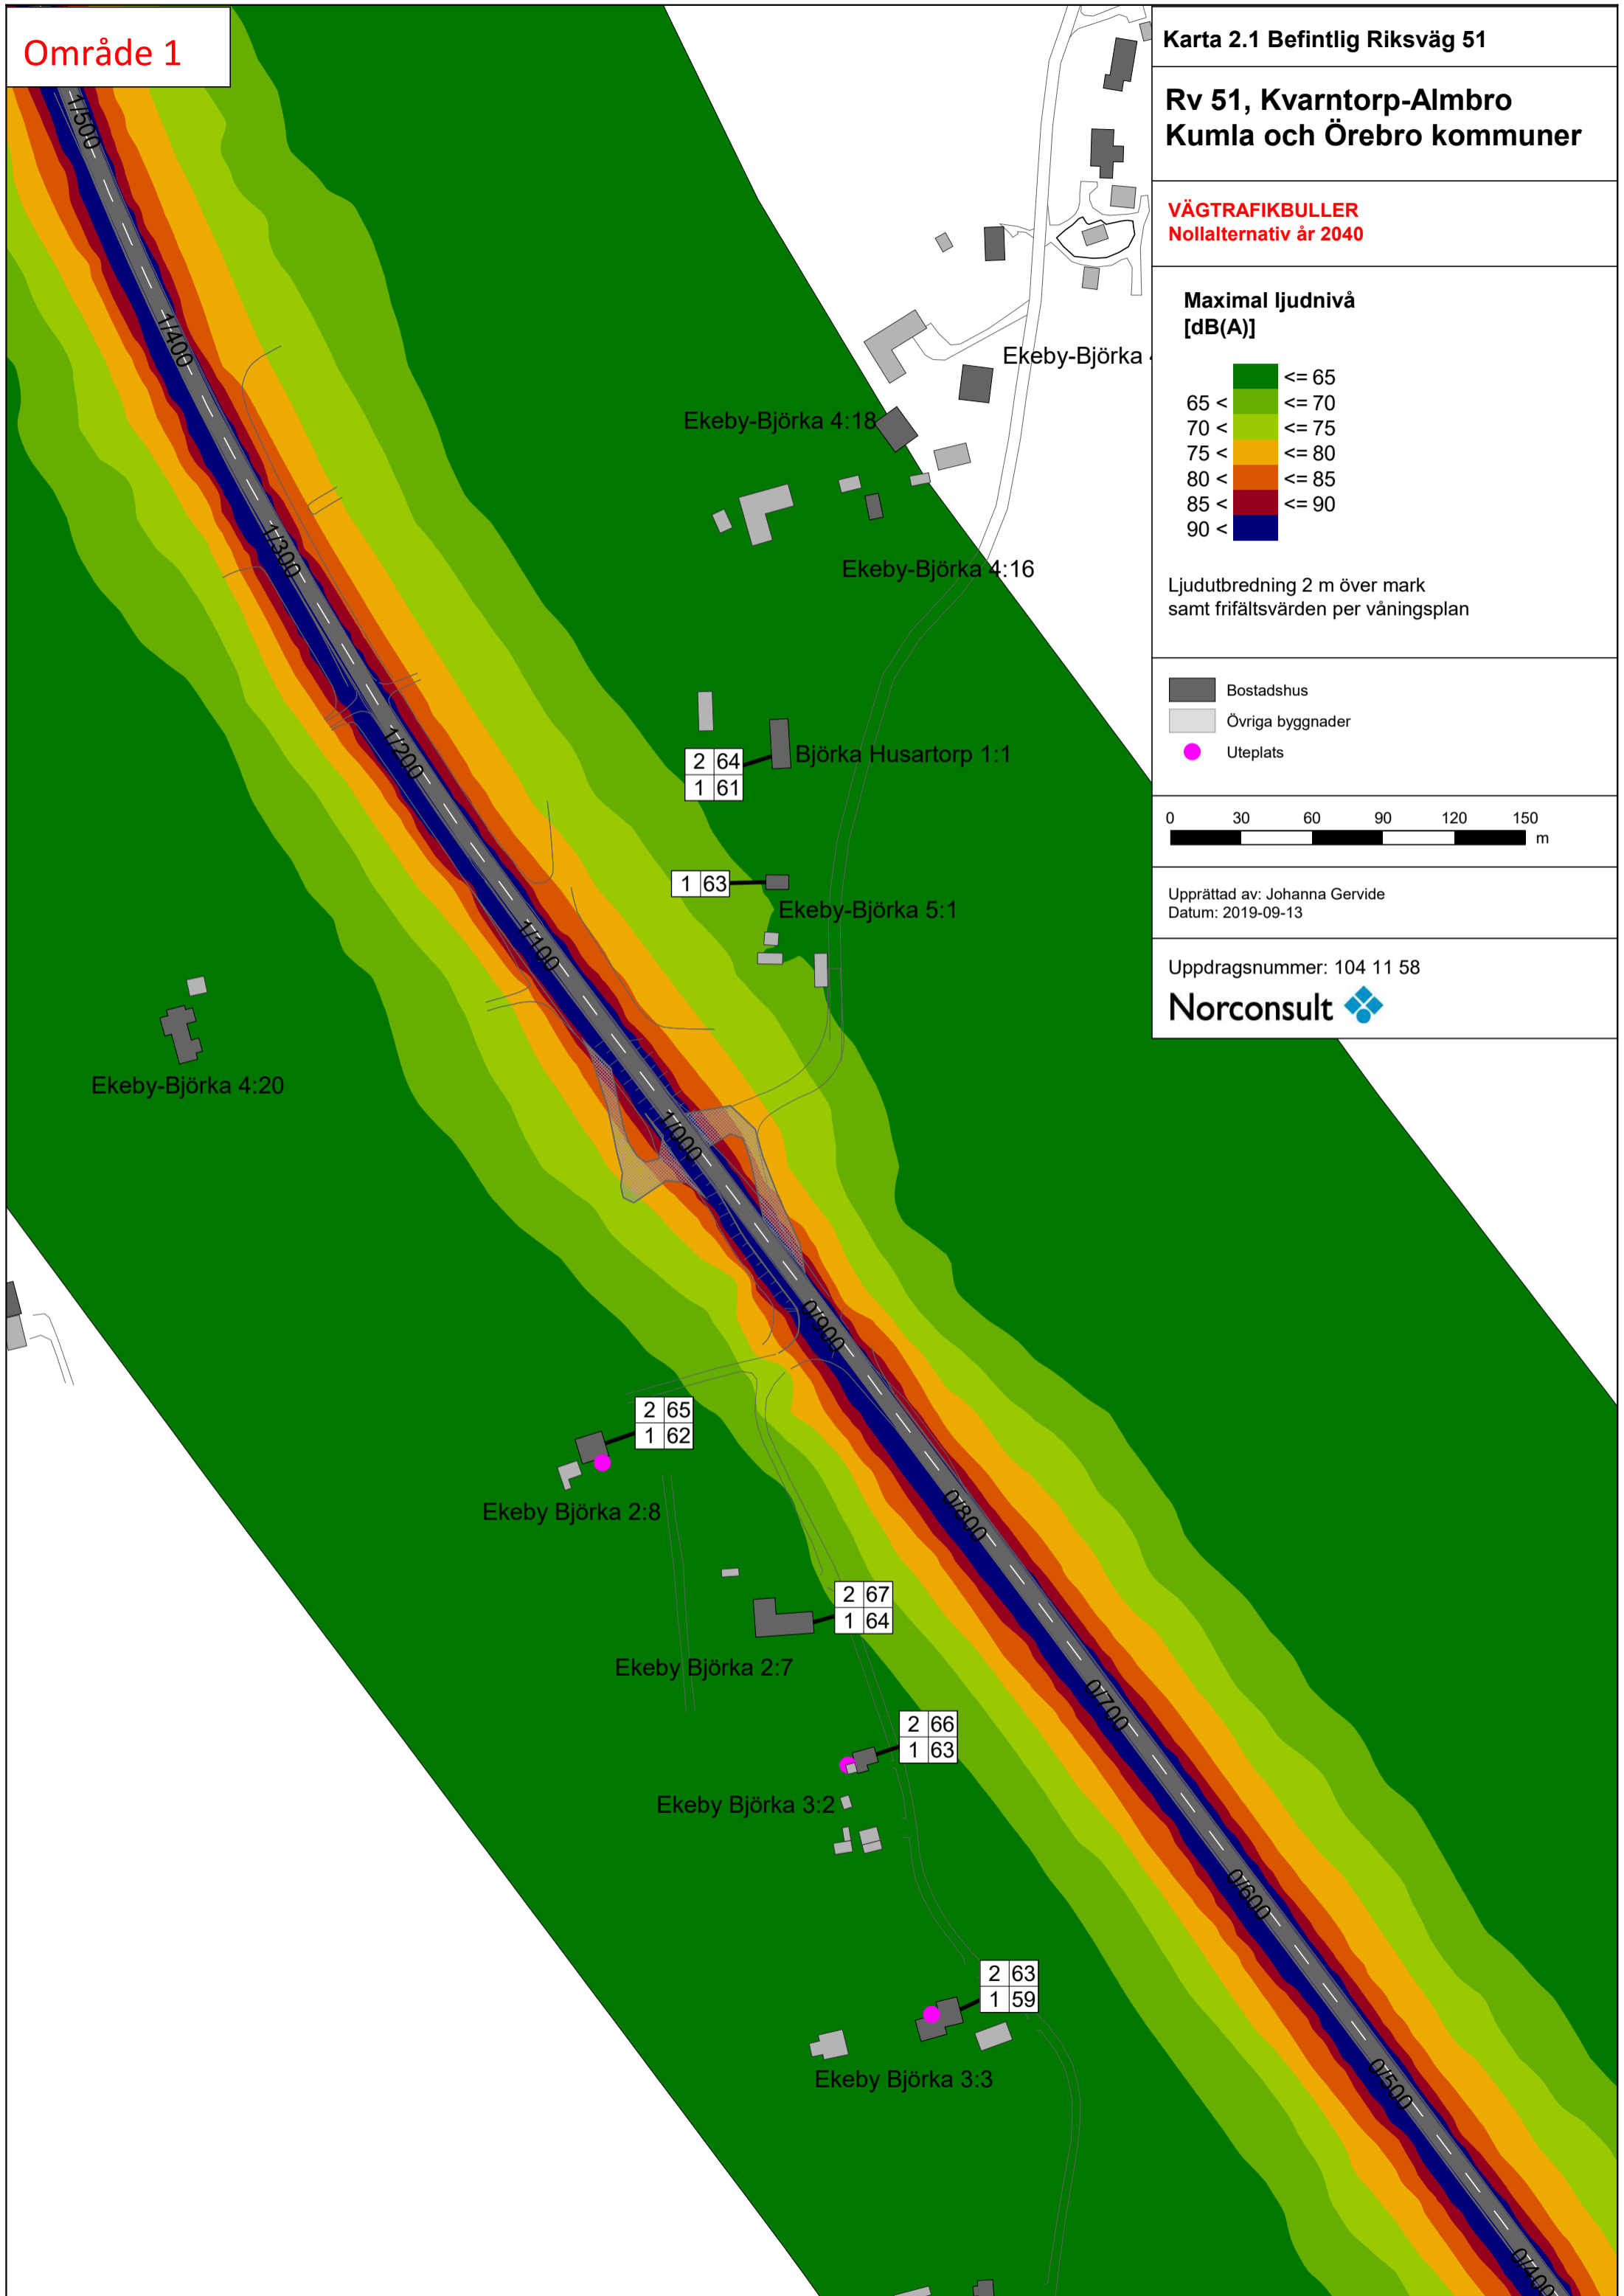 Område 1
Karta 2.1 Befintlig Riksväg 51
Rv 51, Kvarntorp-Almbro
Kumla och Örebro kommuner
VÄGTRAFIKBULLER
Nollalternativ år 2040
Maximal ljudnivå
[dB(A)]
<= 65
65 < <= 70
70 < <= 75
75 < <= 80
80 < <= 85
85 < <= 90
90 <
Ljudutbredning 2 m över mark
samt frifältsvärden per våningsplan
Bostadshus
Övriga byggnader
Uteplats
0 30 60 90 120 150
m
Upprättad av: Johanna Gervide
Datum: 2019-09-13
Uppdragsnummer: 104 11 58
Norconsult
1/500
1/400
Ekeby-Björka
Ekeby-Björka 4:18
1/300
Ekeby-Björka 4:16
1/200
2 64
1 61
Björka Husartorp 1:1
1 63
Ekeby-Björka 5:1
1/100
Ekeby-Björka 4:20
1/000
0/900
2 65
1 62
Ekeby Björka 2:8
0/800
2 67
1 64
Ekeby Björka 2:7
0/700
2 66
1 63
Ekeby Björka 3:2
0/600
2 63
1 59
Ekeby Björka 3:3
0/500
0/400